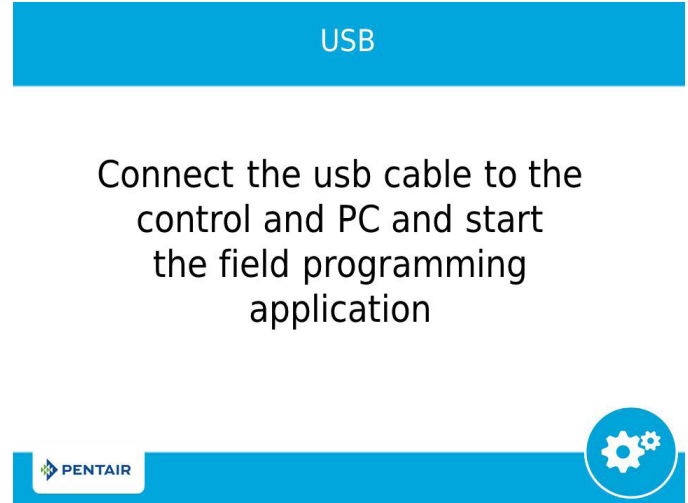 USB
Connect the usb cable to the
control and PC and start
the field programming
application
PENTAIR